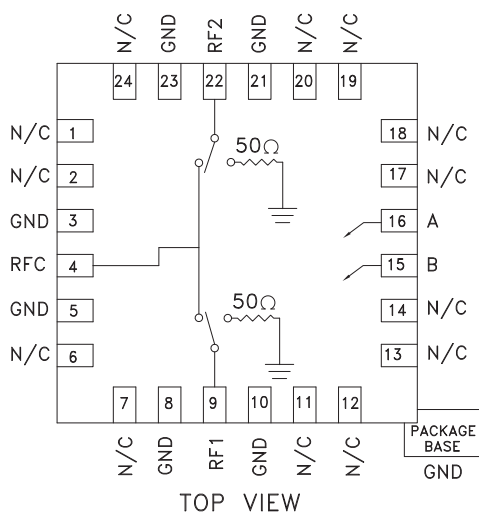 N/C GND RF2 GND N/C N/C
24 23 22 21 20 19
N/C 1
N/C 2
GND 3
RFC 4
GND 5
N/C 6
50Ω
50Ω
18 N/C
17 N/C
16 A
15 B
14 N/C
13 N/C
7 8 9 10 11 12
N/C GND RF1 GND N/C N/C
PACKAGE
BASE
GND
TOP VIEW